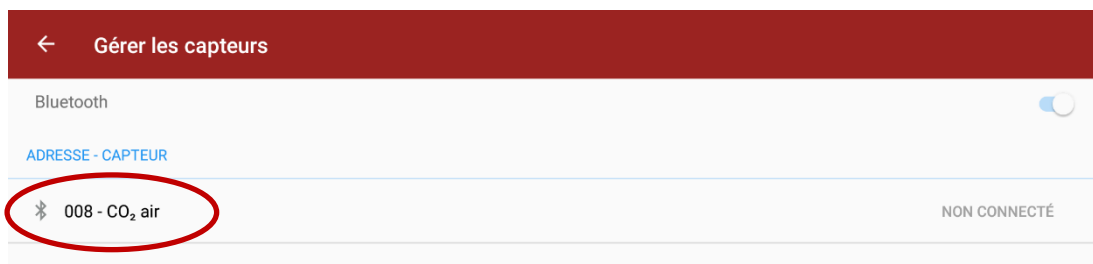 Gérer les capteurs
Bluetooth
ADRESSE - CAPTEUR
008 - CO₂ air
NON CONNECTÉ